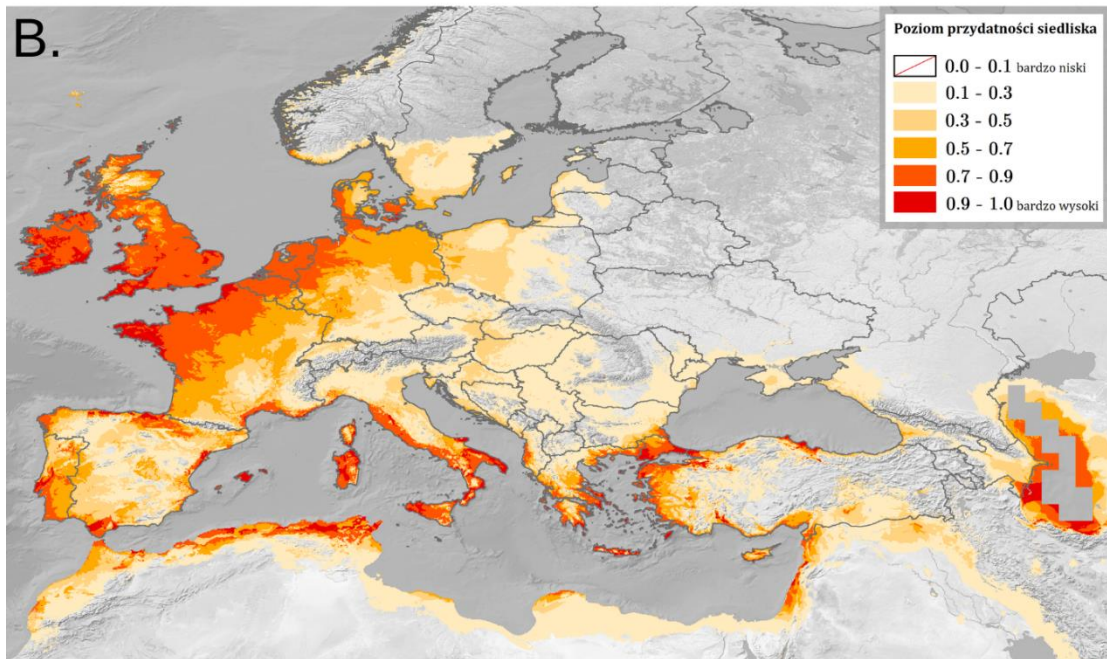 B.
Poziom przydatności siedliska
0.0 - 0.1 bardzo niski
0.1 - 0.3
0.3 - 0.5
0.5 - 0.7
0.7 - 0.9
0.9 - 1.0 bardzo wysoki